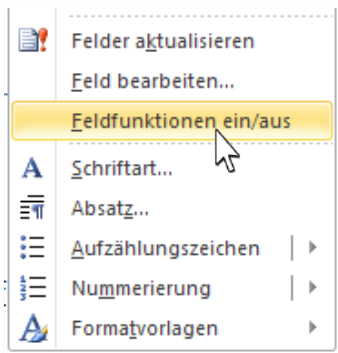 Felder aktualisieren
Feld bearbeiten...
Feldfunktionen ein/aus
Schriftart...
Absatz...
Aufzählungszeichen
Nummerierung
Formatvorlagen